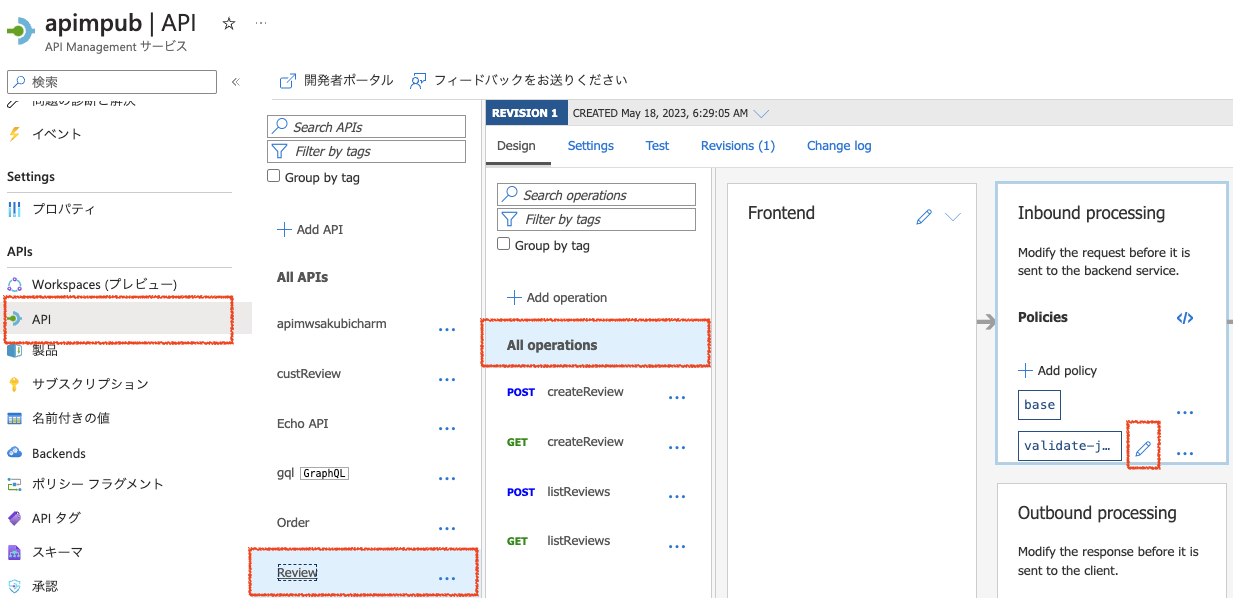 apimpub | API
API Management サービス
検索
問題の診断と解決
イベント
Settings
プロパティ
APIs
Workspaces (プレビュー)
API
製品
サブスクリプション
名前付きの値
Backends
ポリシー フラグメント
API タグ
スキーマ
承認
開発者ポータル
フィードバックをお送りください
Search APIs
Filter by tags
Group by tag
Add API
All APIs
apimwsakubicharm
custReview
Echo API
gql GraphQL
Order
Review
REVISION 1 CREATED May 18, 2023, 6:29:05 AM
Design Settings Test Revisions (1) Change log
Search operations
Filter by tags
Group by tag
Add operation
All operations
POST createReview
GET createReview
POST listReviews
GET listReviews
Frontend
Inbound processing
Modify the request before it is
sent to the backend service.
Policies
Add policy
base
validate-j…
Outbound processing
Modify the response before it is
sent to the client.